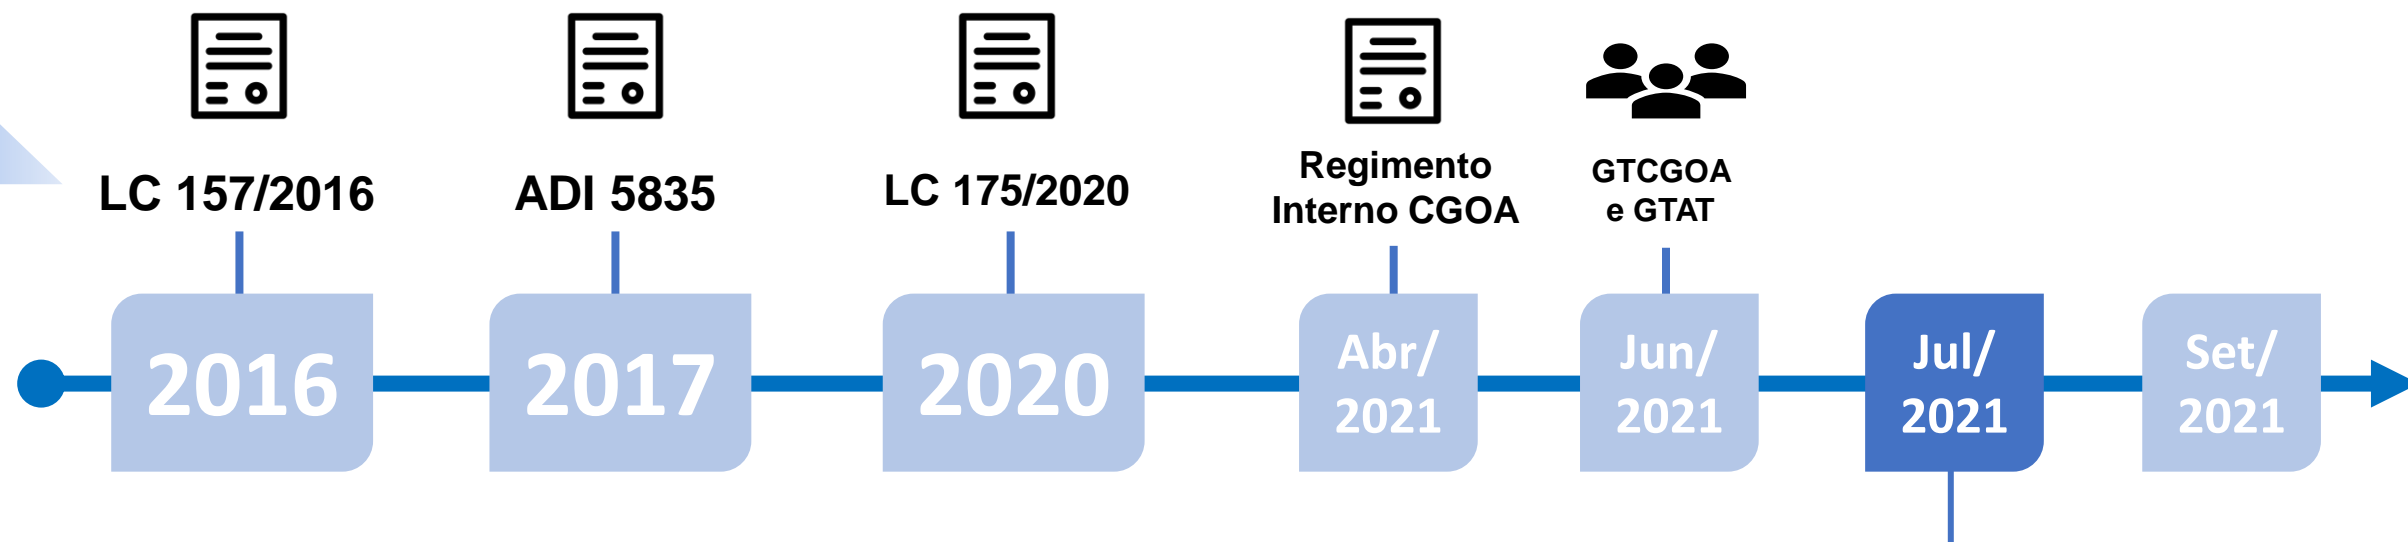 LC 157/2016
ADI 5835
LC 175/2020
Regimento
Interno CGOA
GTCGOA
e GTAT
2016
2017
2020
Abr/
2021
Jun/
2021
Jul/
2021
Set/
2021